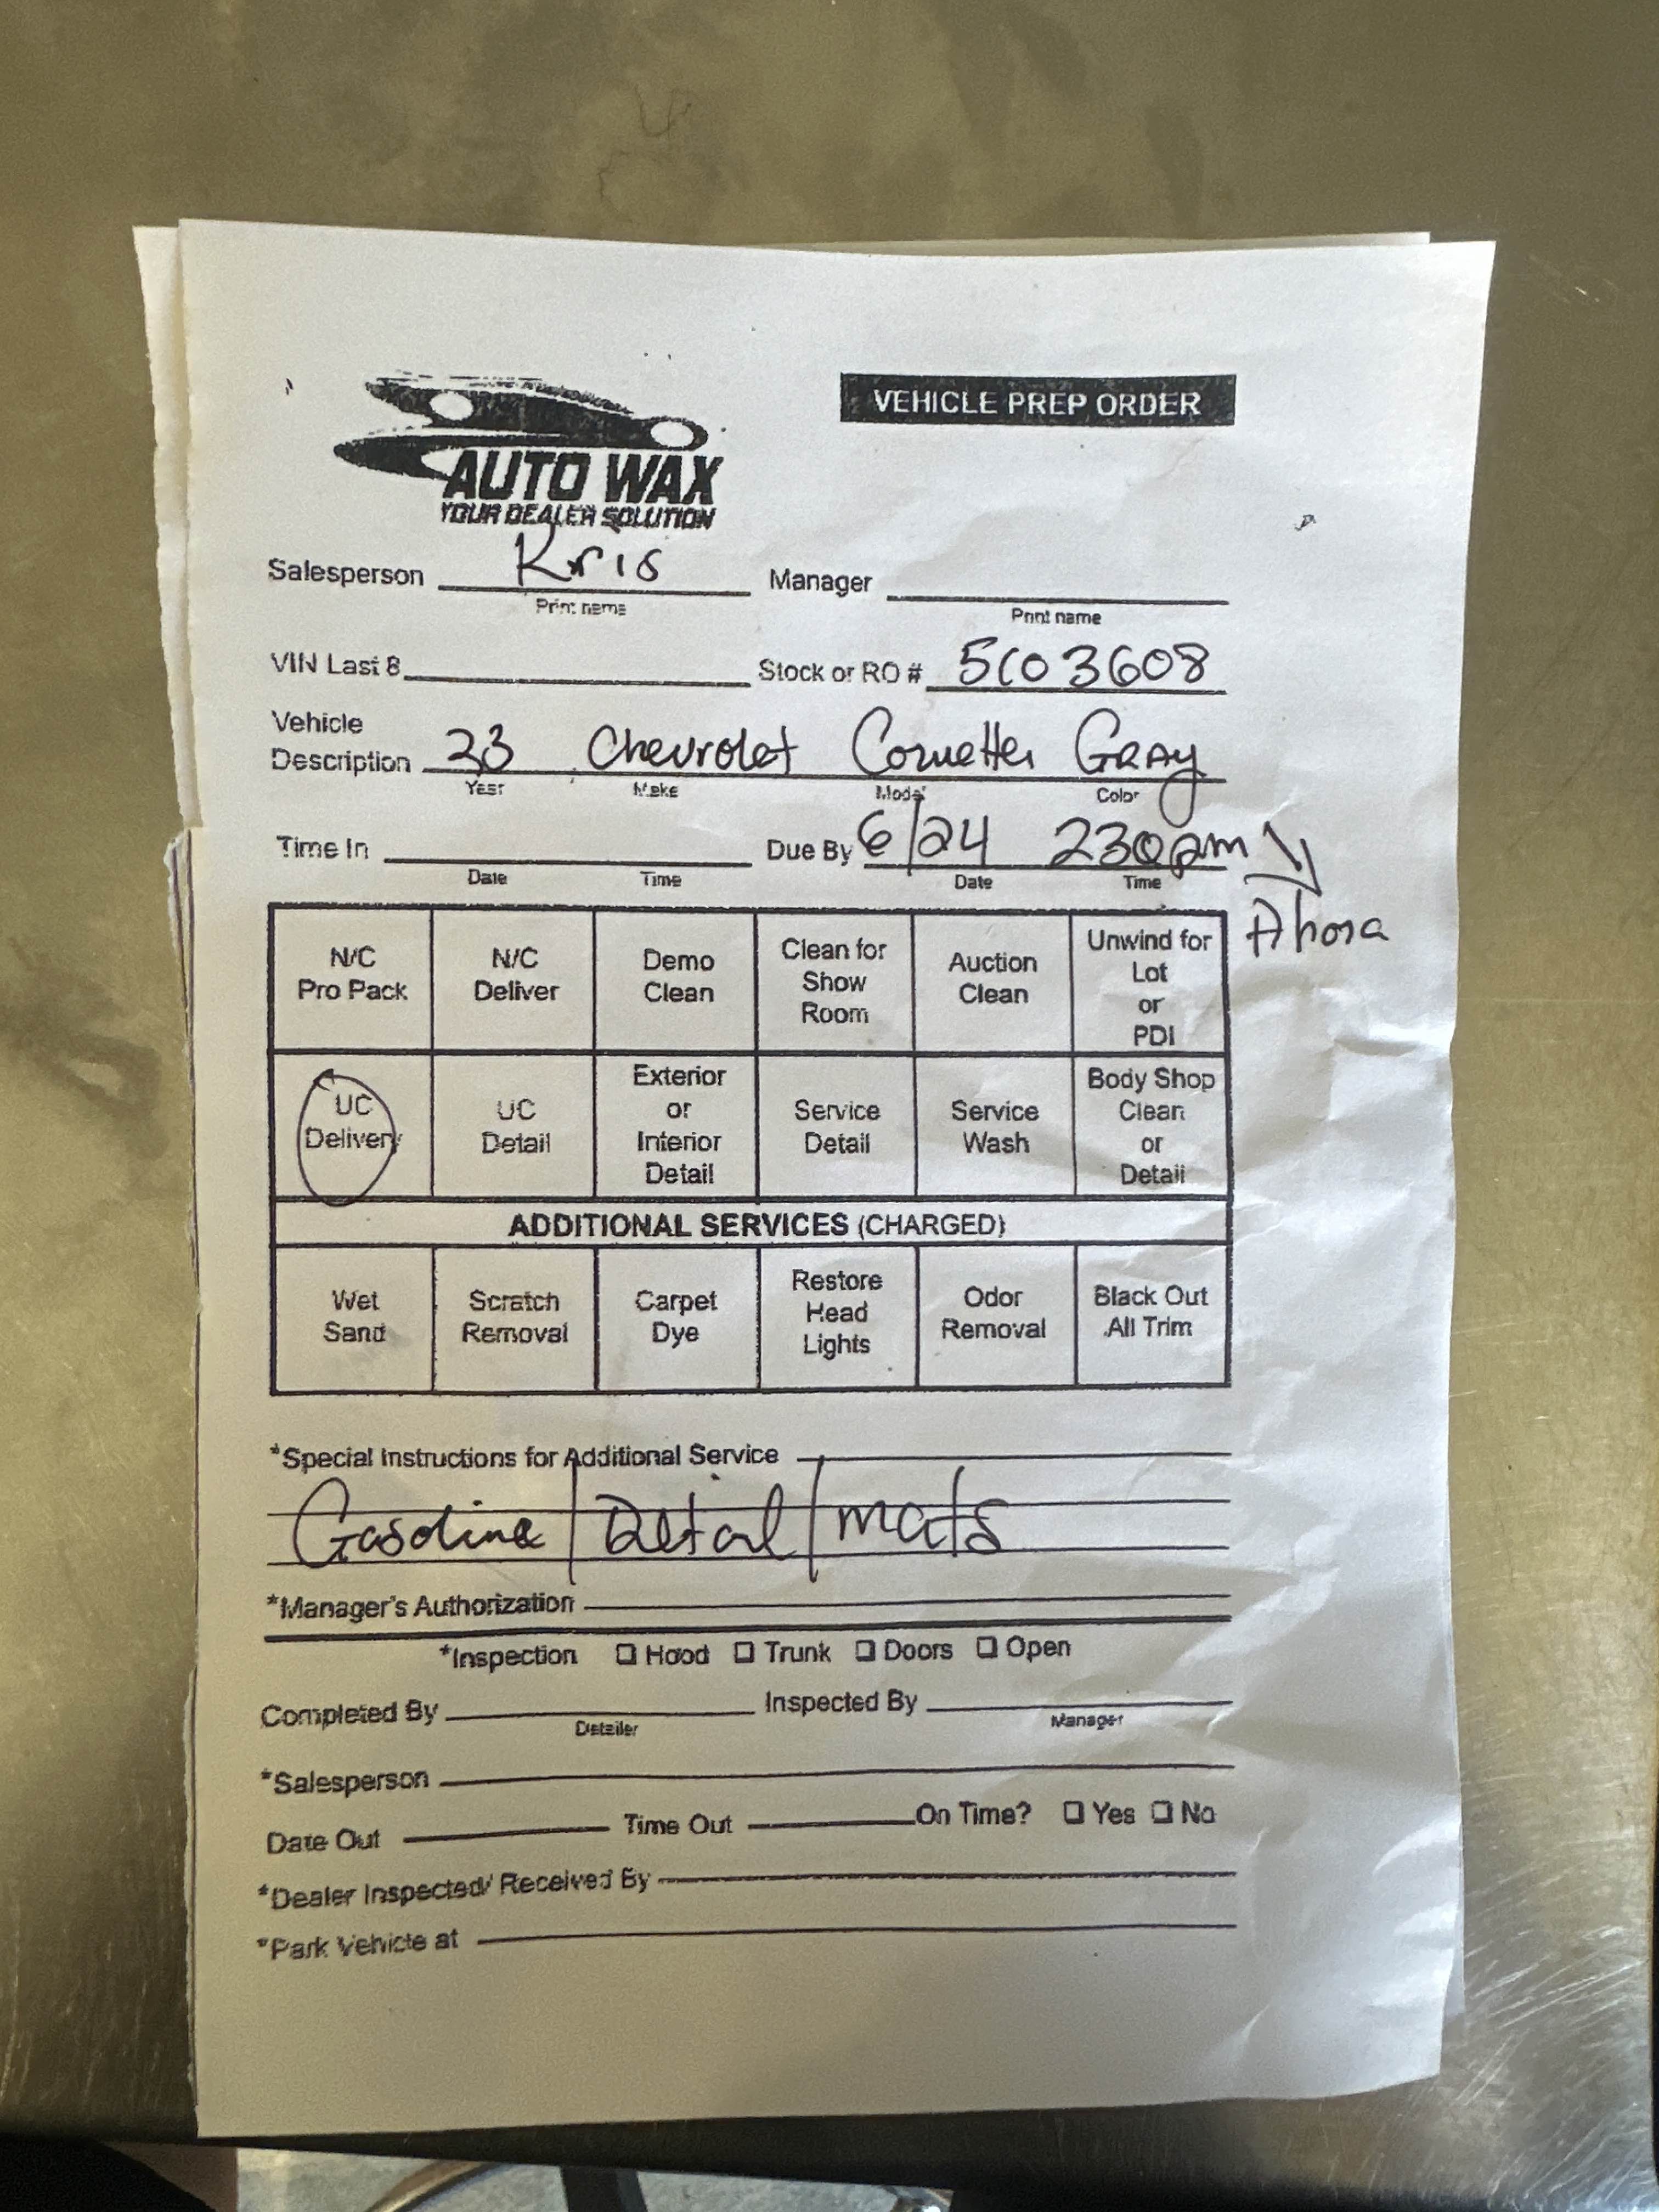 VEHICLE PREP ORDER
AUTO WAX
YOUR DEALER SOLUTION
Salesperson Kris Manager
Print name Print name
VIN Last 8 Stock or RO # 5103608
Vehicle
Description 23 Chevrolet Corvette Gray
Year Make Model Color
Time In Due By 6/24 230pm
Date Time Date Time
Ahora
N/C Pro Pack
N/C Deliver
Demo Clean
Clean for Show Room
Auction Clean
Unwind for Lot or PDI
UC Delivery
UC Detail
Exterior or Interior Detail
Service Detail
Service Wash
Body Shop Clean or Detail
ADDITIONAL SERVICES (CHARGED)
Wet Sand
Scratch Removal
Carpet Dye
Restore Head Lights
Odor Removal
Black Out All Trim
*Special Instructions for Additional Service
Gasoline / Detail / mats
*Manager's Authorization
*Inspection ❑ Hood ❑ Trunk ❑ Doors ❑ Open
Completed By Inspected By
Detailer Manager
*Salesperson
Date Out Time Out On Time? ❑ Yes ❑ No
*Dealer Inspected/ Received By
*Park Vehicle at